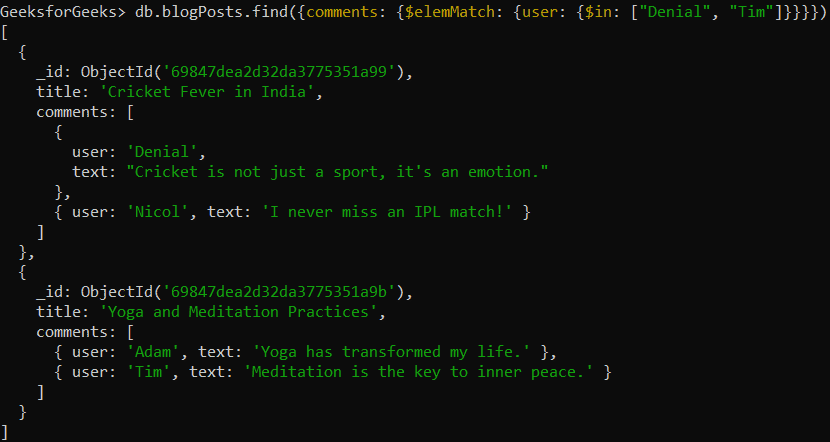 GeeksforGeeks> db.blogPosts.find({comments: {$elemMatch: {user: {$in: ["Denial", "Tim"]}}}})
[
  {
    _id: ObjectId('69847dea2d32da3775351a99'),
    title: 'Cricket Fever in India',
    comments: [
      {
        user: 'Denial',
        text: "Cricket is not just a sport, it's an emotion."
      },
      { user: 'Nicol', text: 'I never miss an IPL match!' }
    ]
  },
  {
    _id: ObjectId('69847dea2d32da3775351a9b'),
    title: 'Yoga and Meditation Practices',
    comments: [
      { user: 'Adam', text: 'Yoga has transformed my life.' },
      { user: 'Tim', text: 'Meditation is the key to inner peace.' }
    ]
  }
]